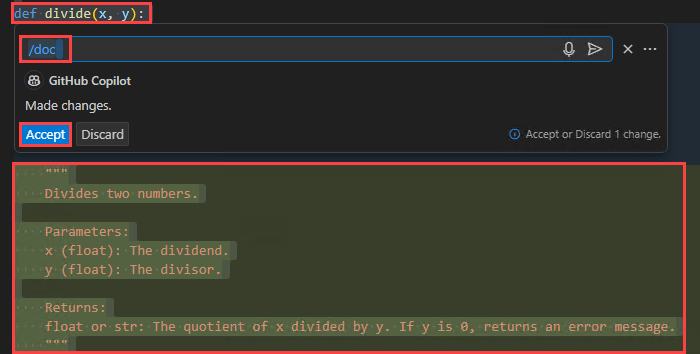 def divide(x, y):
/doc
GitHub Copilot
Made changes.
Accept Discard Accept or Discard 1 change.
"""
Divides two numbers.
Parameters:
x (float): The dividend.
y (float): The divisor.
Returns:
float or str: The quotient of x divided by y. If y is 0, returns an error message.
"""